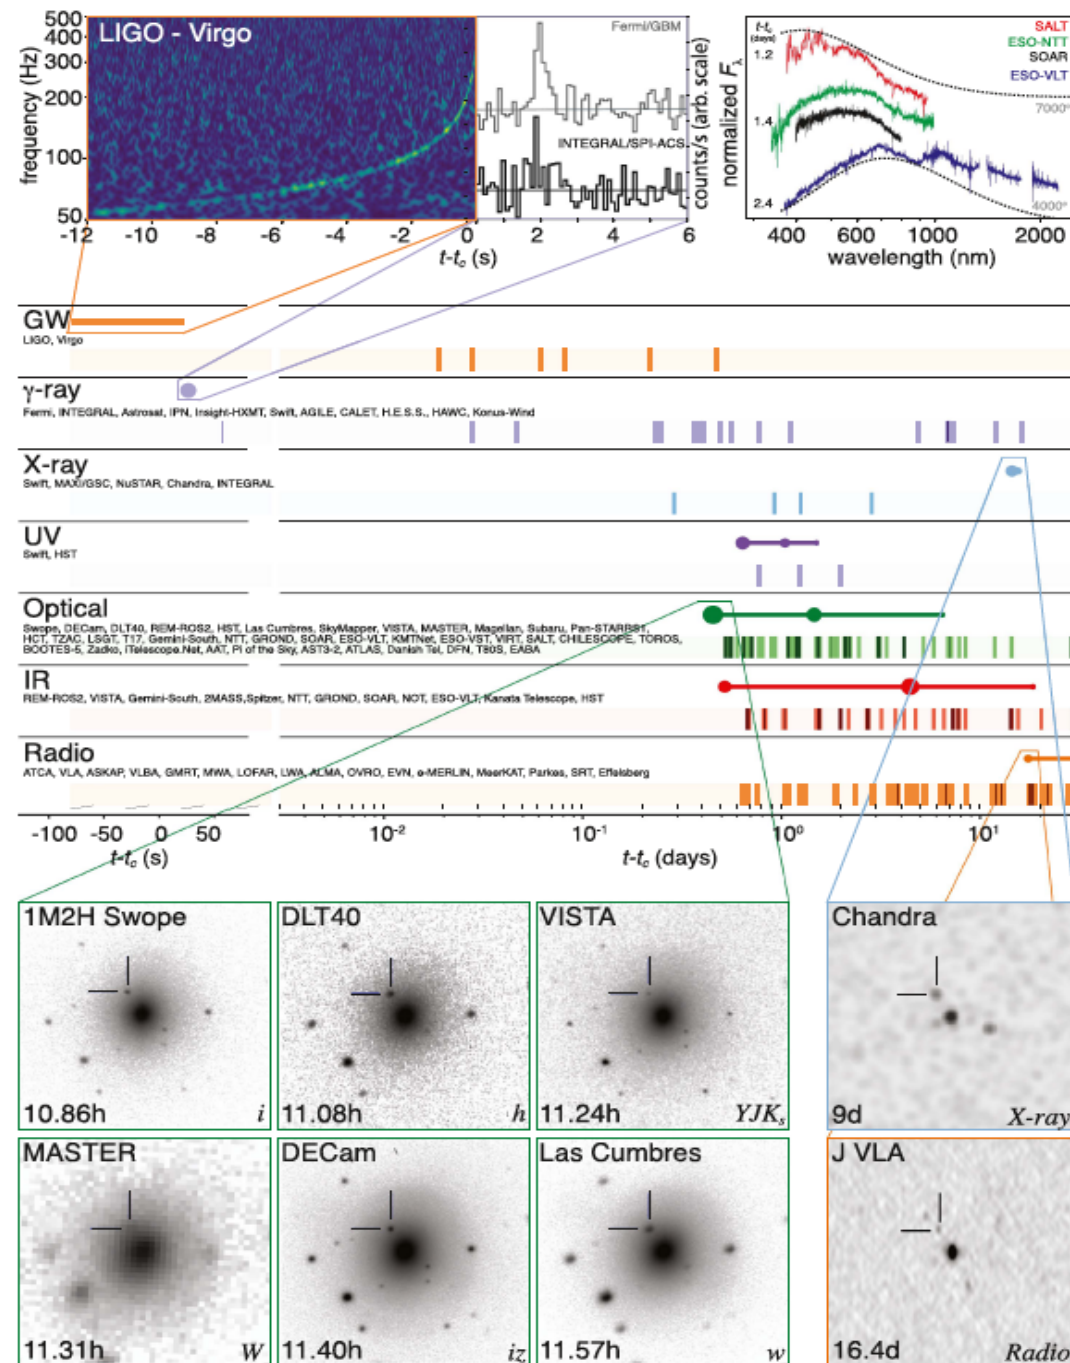 500
400
300
200
100
50
frequency (Hz)
LIGO - Virgo
-12 -10 -8 -6 -4 -2 0 2 4 6
t-tc (s)
Fermi/GBM
INTEGRAL/SPI-ACS
counts/s (arb. scale)
normalized Fλ
t-tc
(days)
1.2
1.4
2.4
SALT
ESO-NTT
SOAR
ESO-VLT
7000°
4000°
400 600 1000 2000
wavelength (nm)
GW
LIGO, Virgo
γ-ray
Fermi, INTEGRAL, Astrosat, IPN, Insight-HXMT, Swift, AGILE, CALET, H.E.S.S., HAWC, Konus-Wind
X-ray
Swift, MAXI/GSC, NuSTAR, Chandra, INTEGRAL
UV
Swift, HST
Optical
Swope, DECam, DLT40, REM-ROS2, HST, Las Cumbres, SkyMapper, VISTA, MASTER, Magellan, Subaru, Pan-STARRS1,
HCT, TZAC, LSGT, T17, Gemini-South, NTT, GROND, SOAR, ESO-VLT, KMTNet, ESO-VST, VIRT, SALT, CHILESCOPE, TOROS,
BOOTES-5, Zadko, iTelescope.Net, AAT, Pi of the Sky, AST3-2, ATLAS, Danish Tel, DFN, T80S, EABA
IR
REM-ROS2, VISTA, Gemini-South, 2MASS,Spitzer, NTT, GROND, SOAR, NOT, ESO-VLT, Kanata Telescope, HST
Radio
ATCA, VLA, ASKAP, VLBA, GMRT, MWA, LOFAR, LWA, ALMA, OVRO, EVN, e-MERLIN, MeerKAT, Parkes, SRT, Effelsberg
-100 -50 0 50 10⁻² 10⁻¹ 10⁰ 10¹
t-tc (s) t-tc (days)
1M2H Swope
10.86h i
DLT40
11.08h h
VISTA
11.24h YJKs
Chandra
9d X-ray
MASTER
11.31h W
DECam
11.40h iz
Las Cumbres
11.57h w
J VLA
16.4d Radio